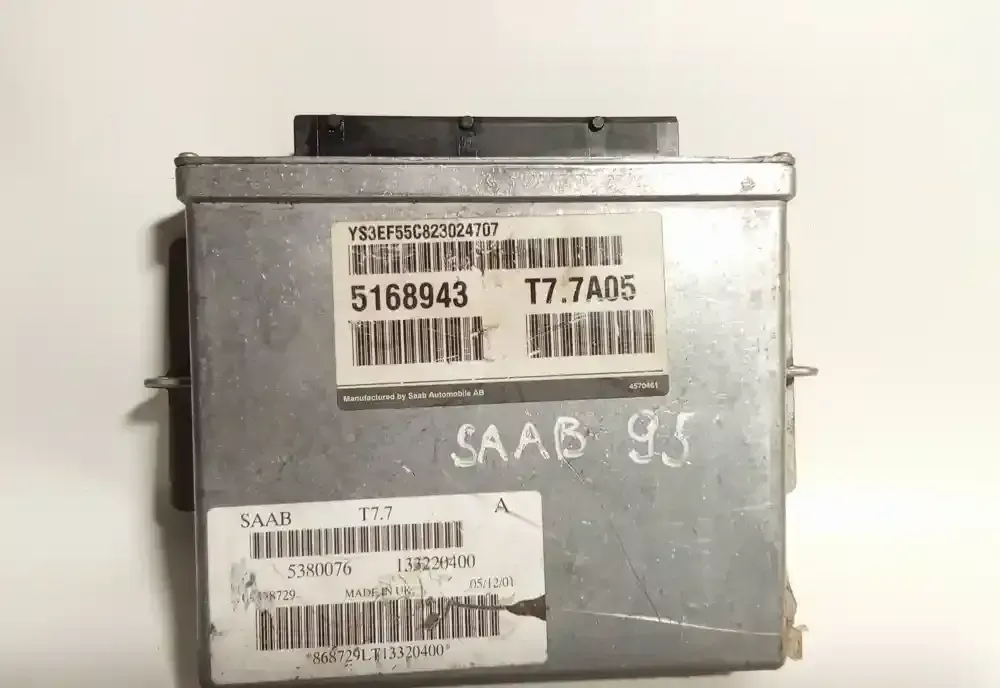 YS3EF55C823024707
5168943 T7.7A05
Manufactured by Saab Automobile AB 4570461
SAAB 95
SAAB T7.7 A
5380076 133220400
MADE IN UK 05/12/01
*868729LT13320400*